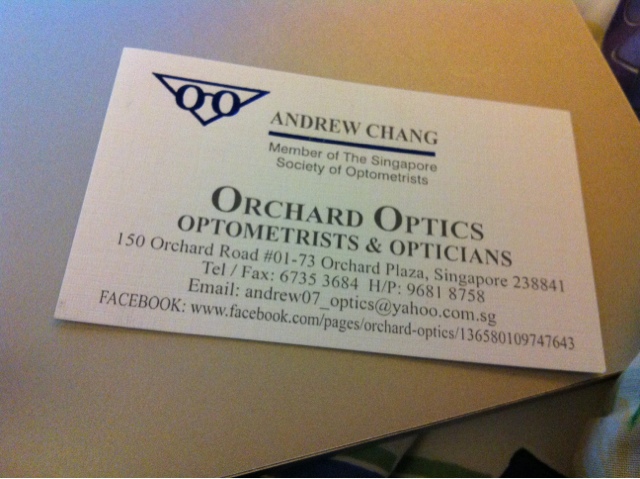 OO
ANDREW CHANG
Member of The Singapore
Society of Optometrists
ORCHARD OPTICS
OPTOMETRISTS & OPTICIANS
150 Orchard Road #01-73 Orchard Plaza, Singapore 238841
Tel / Fax: 6735 3684 H/P: 9681 8758
Email: andrew07_optics@yahoo.com.sg
FACEBOOK: www.facebook.com/pages/orchard-optics/136580109747643